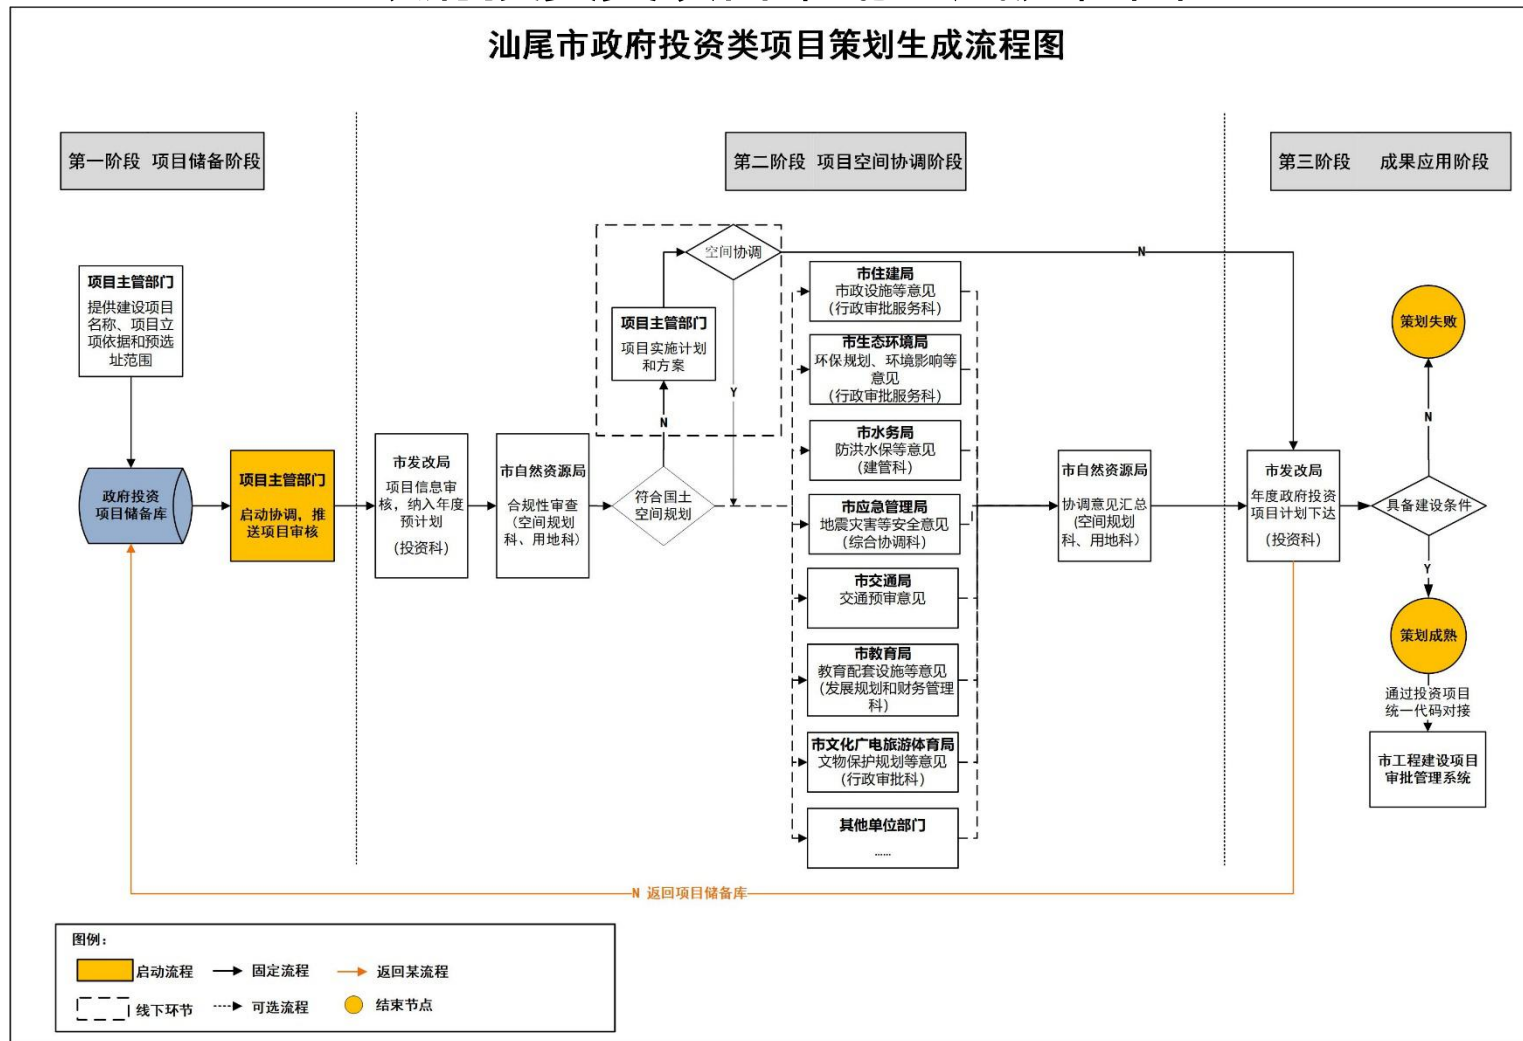 汕尾市政府投资类项目策划生成流程图
第一阶段 项目储备阶段
第二阶段 项目空间协调阶段
第三阶段 成果应用阶段
项目主管部门
提供建设项目
名称、项目立
项依据和预选
址范围
政府投资
项目储备库
项目主管部门
启动协调，推
送项目审核
市发改局
项目信息审
核，纳入年度
预计划
(投资科)
市自然资源局
合规性审查
(空间规划
科、用地科)
符合国土
空间规划
N
项目主管部门
项目实施计划
和方案
空间协调
Y
N
市住建局
市政设施等意见
(行政审批服务科)
市生态环境局
环保规划、环境影响等
意见
(行政审批服务科)
市水务局
防洪水保等意见
(建管科)
市应急管理局
地震灾害等安全意见
(综合协调科)
市交通局
交通预审意见
市教育局
教育配套设施等意见
(发展规划和财务管理
科)
市文化广电旅游体育局
文物保护规划等意见
(行政审批科)
其他单位部门
……
市自然资源局
协调意见汇总
(空间规划
科、用地科)
市发改局
年度政府投资
项目计划下达
(投资科)
具备建设条件
N
策划失败
Y
策划成熟
通过投资项目
统一代码对接
市工程建设项目
审批管理系统
N 返回项目储备库
图例：
启动流程
固定流程
返回某流程
线下环节
可选流程
结束节点